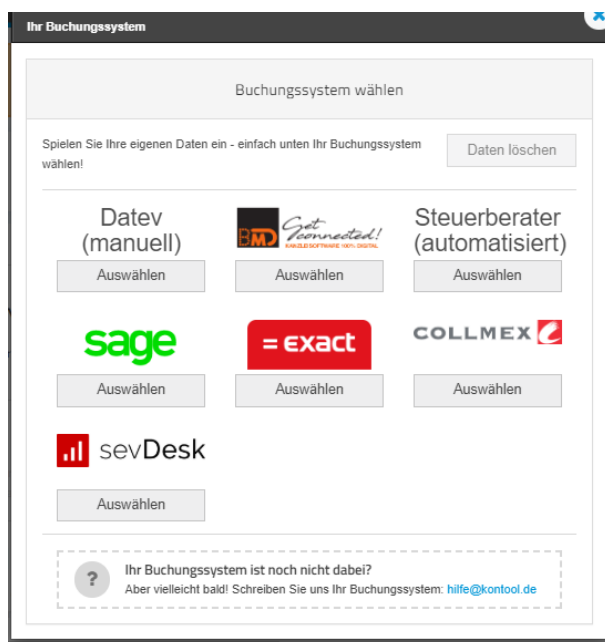 Ihr Buchungssystem
Buchungssystem wählen
Spielen Sie Ihre eigenen Daten ein - einfach unten Ihr Buchungssystem
wählen!
Daten löschen
Datev
(manuell)
Auswählen
BMD
Get
connected!
KANZLEISOFTWARE 100% DIGITAL
Auswählen
Steuerberater
(automatisiert)
Auswählen
sage
Auswählen
= exact
Auswählen
COLLMEX
Auswählen
sevDesk
Auswählen
?
Ihr Buchungssystem ist noch nicht dabei?
Aber vielleicht bald! Schreiben Sie uns Ihr Buchungssystem: hilfe@kontool.de